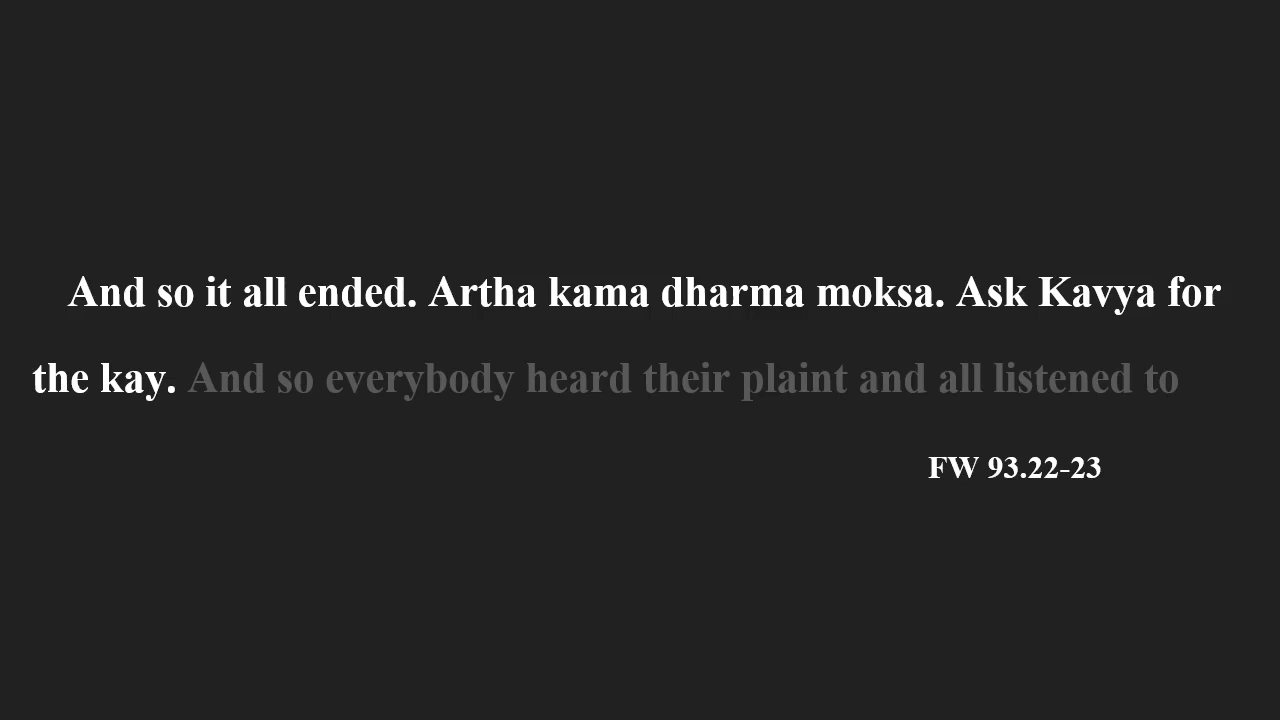 And so it all ended. Artha kama dharma moksa. Ask Kavya for
the kay. And so everybody heard their plaint and all listened to
FW 93.22-23